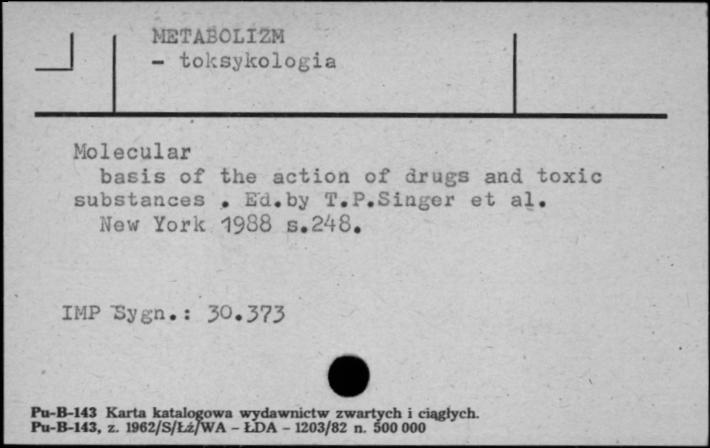 METABOLIZM
- toksykologia
Molecular
basis of the action of drugs and toxic
substances . Ed.by T.P.Singer et al.
New York 1988 s.248.
IMP Sygn.: 30.373
Pu-B-143 Karta katalogowa wydawnictw zwartych i ciągłych.
Pu-B-143, z. 1962/S/Łż/WA - ŁDA - 1203/82 n. 500 000